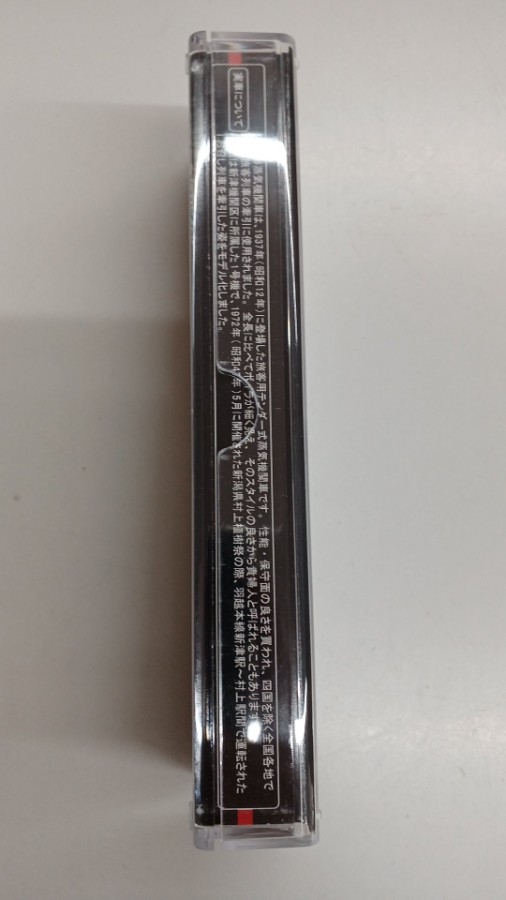 実車について
蒸気機関車は、1937年(昭和12年)に登場した旅客用テンダー式蒸気機関車です。性能・保守面の良さを買われ、四国を除く全国各地で
旅客列車の牽引に使用されました。全長に比べてボイラが細く見え、そのスタイルの良さから貴婦人と呼ばれることもあります
は新津機関区に所属した1号機で、1972年(昭和47年)5月に開催された新潟県村上植樹祭の際、羽越本線新津駅〜村上駅間で運転された
し列車を牽引した姿をモデル化しました。